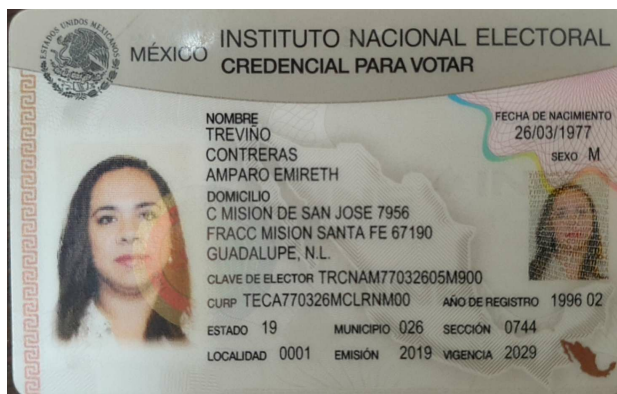 ESTADOS UNIDOS MEXICANOS
MÉXICO INSTITUTO NACIONAL ELECTORAL
CREDENCIAL PARA VOTAR
NOMBRE
TREVIÑO
CONTRERAS
AMPARO EMIRETH
FECHA DE NACIMIENTO
26/03/1977
SEXO M
DOMICILIO
C MISION DE SAN JOSE 7956
FRACC MISION SANTA FE 67190
GUADALUPE, N.L.
CLAVE DE ELECTOR TRCNAM77032605M900
CURP TECA770326MCLRNM00 AÑO DE REGISTRO 1996 02
ESTADO 19 MUNICIPIO 026 SECCIÓN 0744
LOCALIDAD 0001 EMISIÓN 2019 VIGENCIA 2029